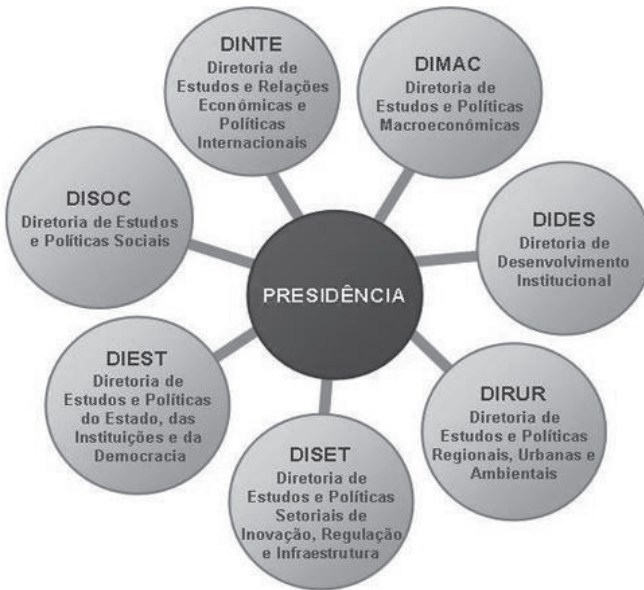 DINTE
Diretoria de
Estudos e Relações
Económicas e
Políticas
Internacionais
DIMAC
Diretoria de
Estudos e Políticas
Macroeconómicas
DISOC
Diretoria de Estudos
e Políticas Sociais
DIDES
Diretoria de
Desenvolvimento
Institucional
PRESIDÊNCIA
DIEST
Diretoria de
Estudos e Políticas
do Estado, das
Instituições e da
Democracia
DIRUR
Diretoria de
Estudos e Políticas
Regionais, Urbanas e
Ambientais
DISET
Diretoria de
Estudos e Políticas
Setoriais de
Inovação, Regulação
e Infraestrutura